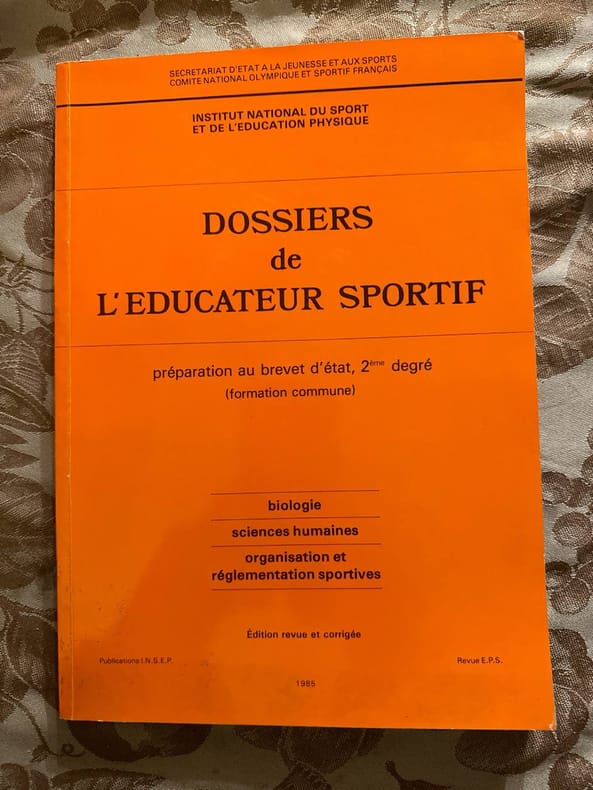 SECRETARIAT D'ETAT A LA JEUNESSE ET AUX SPORTS
COMITE NATIONAL OLYMPIQUE ET SPORTIF FRANÇAIS
INSTITUT NATIONAL DU SPORT
ET DE L'EDUCATION PHYSIQUE
DOSSIERS
de
L'EDUCATEUR SPORTIF
préparation au brevet d'état, 2ème degré
(formation commune)
biologie
sciences humaines
organisation et
réglementation sportives
Édition revue et corrigée
Publications I.N.S.E.P.
Revue E.P.S.
1985